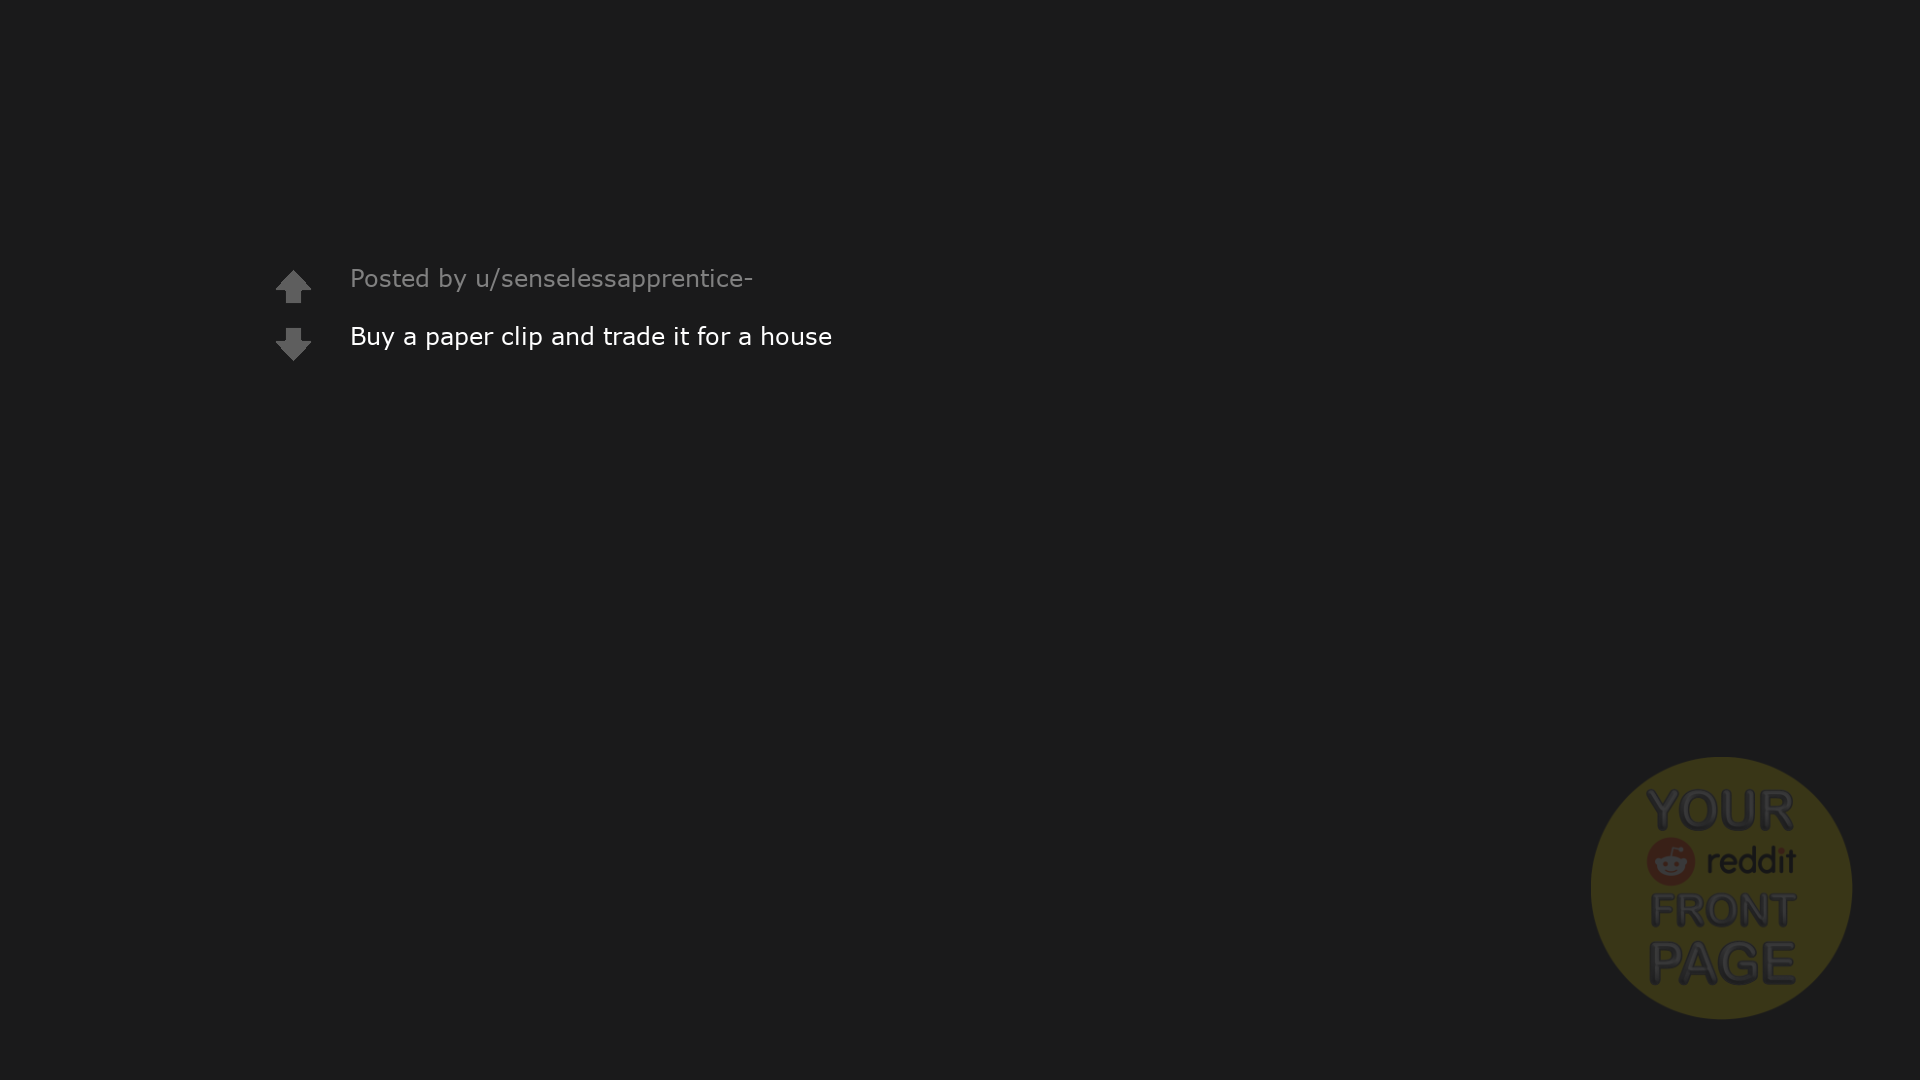 Posted by u/senselessapprentice-
Buy a paper clip and trade it for a house
YOUR
reddit
FRONT
PAGE